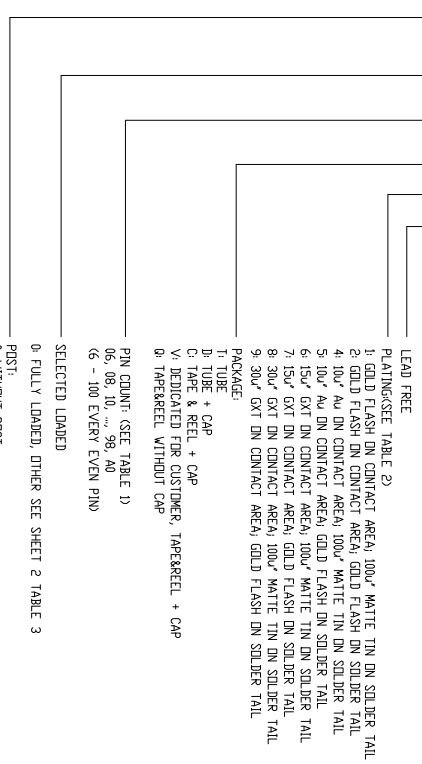 LEAD FREE
PLATING(SEE TABLE 2)
1: GOLD FLASH ON CONTACT AREA; 100u" MATTE TIN ON SOLDER TAIL
2: GOLD FLASH ON CONTACT AREA; GOLD FLASH ON SOLDER TAIL
4: 10u" Au ON CONTACT AREA; 100u" MATTE TIN ON SOLDER TAIL
5: 10u" Au ON CONTACT AREA; GOLD FLASH ON SOLDER TAIL
6: 15u" GXT ON CONTACT AREA; 100u" MATTE TIN ON SOLDER TAIL
7: 15u" GXT ON CONTACT AREA; GOLD FLASH ON SOLDER TAIL
8: 30u" GXT ON CONTACT AREA; 100u" MATTE TIN ON SOLDER TAIL
9: 30u" GXT ON CONTACT AREA; GOLD FLASH ON SOLDER TAIL
PACKAGE:
T: TUBE
D: TUBE + CAP
C: TAPE & REEL + CAP
V: DEDICATED FOR CUSTOMER, TAPE&REEL + CAP
Q: TAPE&REEL WITHOUT CAP
PIN COUNT: (SEE TABLE 1)
06, 08, 10, ..., 98, A0
(6 - 100 EVERY EVEN PIN)
SELECTED LOADED
0: FULLY LOADED, OTHER SEE SHEET 2 TABLE 3
POST: